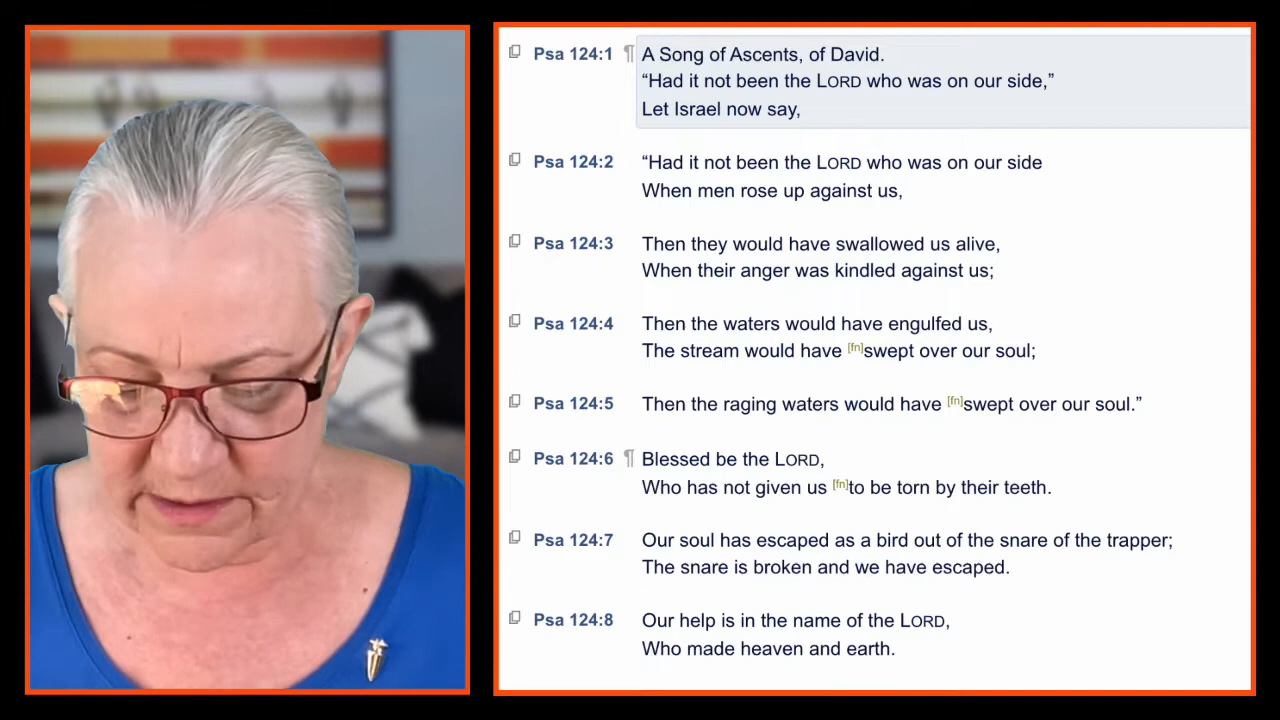 Psa 124:1 ¶ A Song of Ascents, of David.
“Had it not been the LORD who was on our side,”
Let Israel now say,
Psa 124:2 “Had it not been the LORD who was on our side
When men rose up against us,
Psa 124:3 Then they would have swallowed us alive,
When their anger was kindled against us;
Psa 124:4 Then the waters would have engulfed us,
The stream would have [fn]swept over our soul;
Psa 124:5 Then the raging waters would have [fn]swept over our soul.”
Psa 124:6 ¶ Blessed be the LORD,
Who has not given us [fn]to be torn by their teeth.
Psa 124:7 Our soul has escaped as a bird out of the snare of the trapper;
The snare is broken and we have escaped.
Psa 124:8 Our help is in the name of the LORD,
Who made heaven and earth.